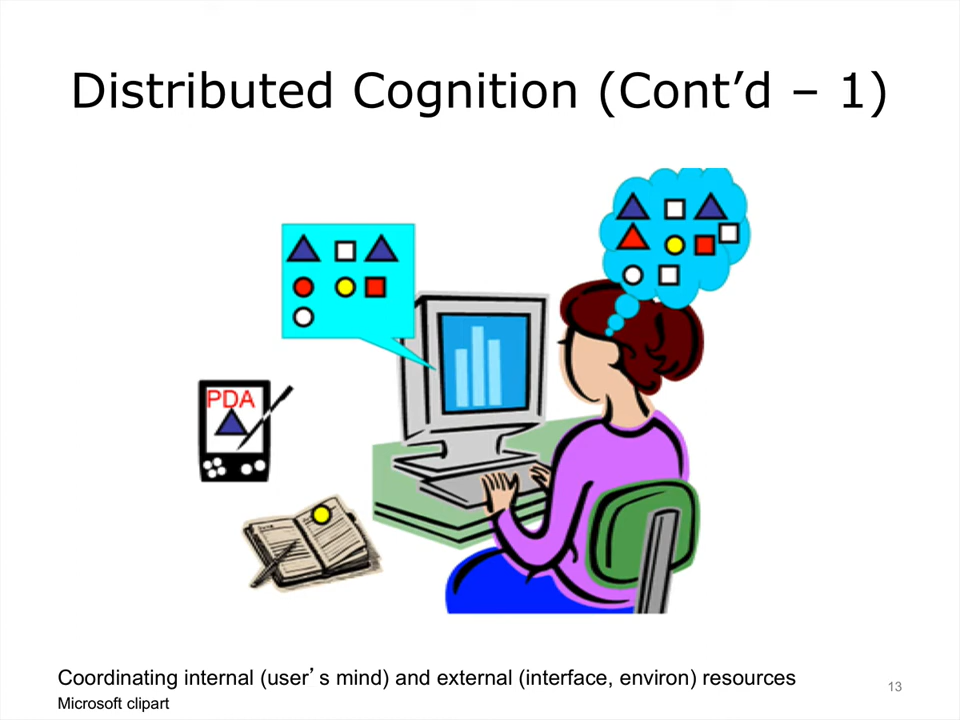 Distributed Cognition (Cont’d – 1)
PDA
Coordinating internal (user’s mind) and external (interface, environ) resources
Microsoft clipart
13